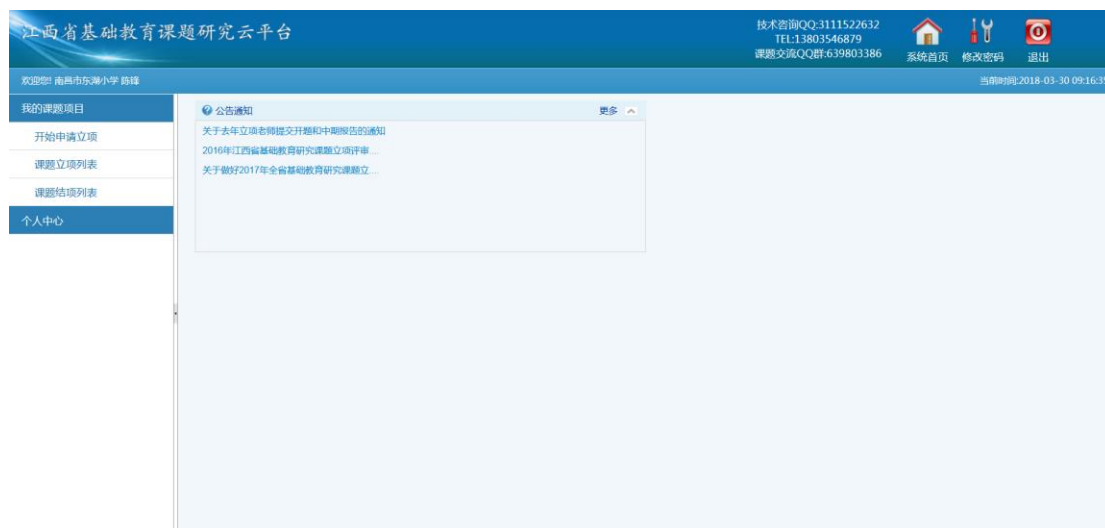 江西省基础教育课题研究云平台
技术咨询QQ:3111522632
TEL:13803546879
课题交流QQ群:639803386
系统首页
修改密码
退出
欢迎您! 南昌市东湖小学 陈锋
当前时间:2018-03-30 09:16:35
我的课题项目
开始申请立项
课题立项列表
课题结项列表
个人中心
公告通知
更多
关于去年立项老师提交开题和中期报告的通知
2016年江西省基础教育研究课题立项评审...
关于做好2017年全省基础教育研究课题立...